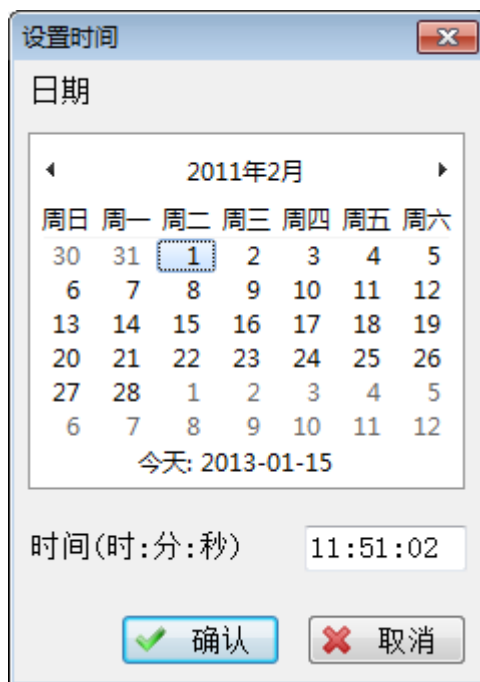 设置时间
日期
2011年2月
周日 周一 周二 周三 周四 周五 周六
30 31 1 2 3 4 5
6 7 8 9 10 11 12
13 14 15 16 17 18 19
20 21 22 23 24 25 26
27 28 1 2 3 4 5
6 7 8 9 10 11 12
今天: 2013-01-15
时间(时:分:秒) 11:51:02
确认 取消